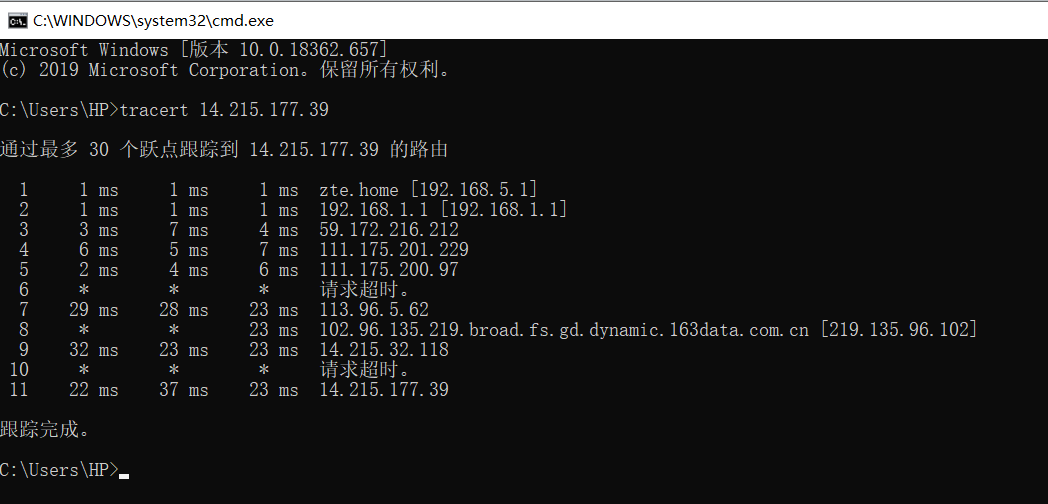 C:\WINDOWS\system32\cmd.exe
Microsoft Windows [版本 10.0.18362.657]
(c) 2019 Microsoft Corporation。保留所有权利。
C:\Users\HP>tracert 14.215.177.39
通过最多 30 个跃点跟踪到 14.215.177.39 的路由
1 1 ms 1 ms 1 ms zte.home [192.168.5.1]
2 1 ms 1 ms 1 ms 192.168.1.1 [192.168.1.1]
3 3 ms 7 ms 4 ms 59.172.216.212
4 6 ms 5 ms 7 ms 111.175.201.229
5 2 ms 4 ms 6 ms 111.175.200.97
6 * * * 请求超时。
7 29 ms 28 ms 23 ms 113.96.5.62
8 * * 23 ms 102.96.135.219.broad.fs.gd.dynamic.163data.com.cn [219.135.96.102]
9 32 ms 23 ms 23 ms 14.215.32.118
10 * * * 请求超时。
11 22 ms 37 ms 23 ms 14.215.177.39
跟踪完成。
C:\Users\HP>